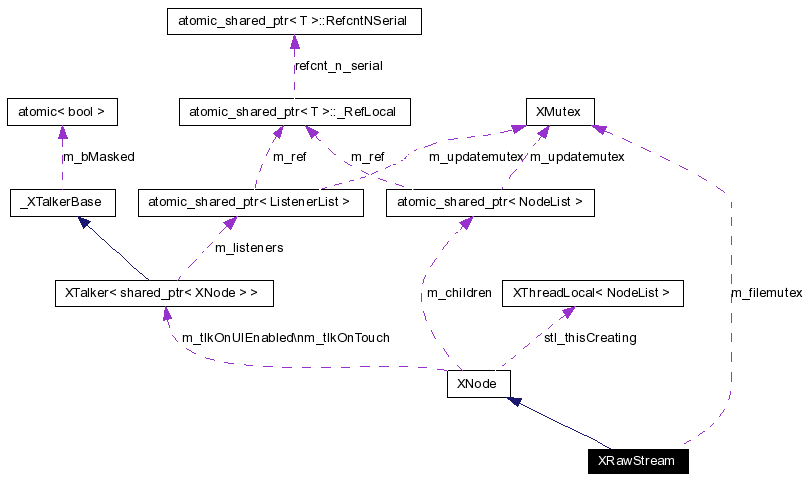 atomic_shared_ptr< T >::RefcntNSerial
refcnt_n_serial
atomic< bool >
atomic_shared_ptr< T >::_RefLocal
XMutex
m_bMasked
m_ref
m_ref
m_updatemutex
m_updatemutex
_XTalkerBase
atomic_shared_ptr< ListenerList >
atomic_shared_ptr< NodeList >
m_listeners
XTalker< shared_ptr< XNode > >
m_children
XThreadLocal< NodeList >
m_filemutex
m_tlkOnUIEnabled\nm_tlkOnTouch
stl_thisCreating
XNode
XRawStream